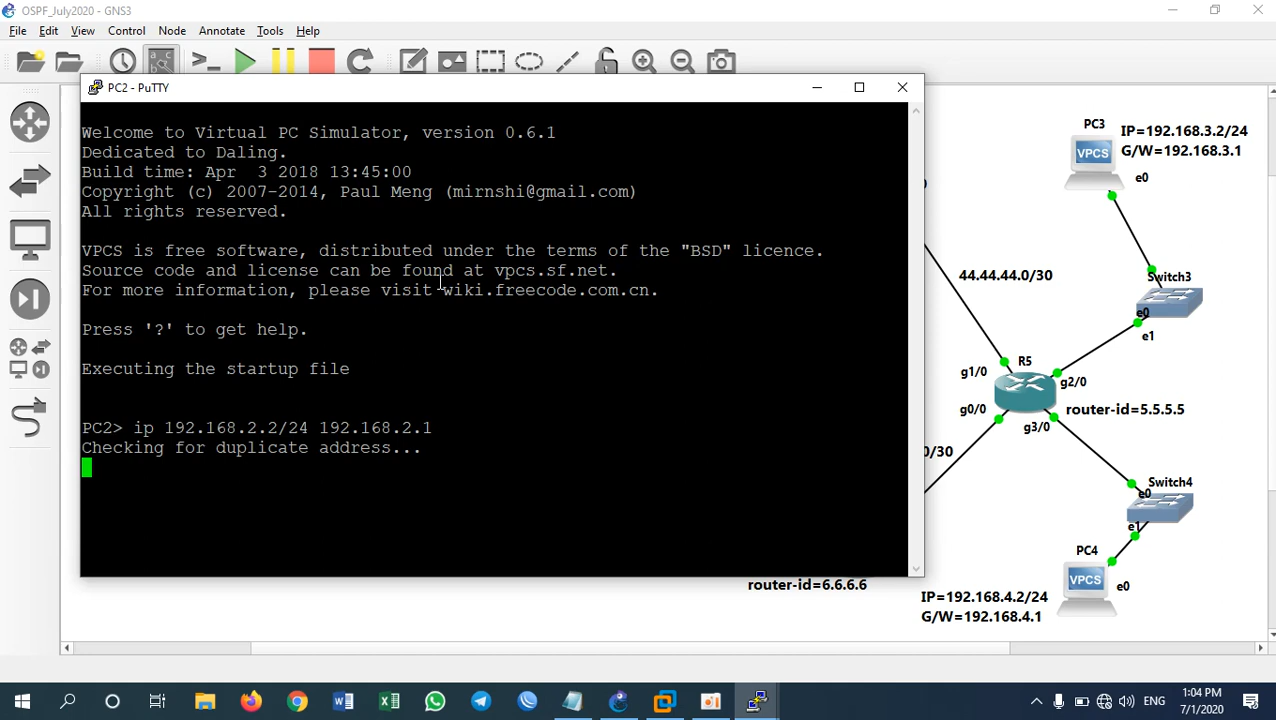 OSPF_July2020 - GNS3
File Edit View Control Node Annotate Tools Help
PC2 - PuTTY
Welcome to Virtual PC Simulator, version 0.6.1
Dedicated to Daling.
Build time: Apr  3 2018 13:45:00
Copyright (c) 2007-2014, Paul Meng (mirnshi@gmail.com)
All rights reserved.
VPCS is free software, distributed under the terms of the "BSD" licence.
Source code and license can be found at vpcs.sf.net.
For more information, please visit wiki.freecode.com.cn.
Press '?' to get help.
Executing the startup file
PC2> ip 192.168.2.2/24 192.168.2.1
Checking for duplicate address...
PC3
IP=192.168.3.2/24
G/W=192.168.3.1
VPCS
e0
44.44.44.0/30
Switch3
e0
e1
R5
g1/0
g2/0
g0/0
router-id=5.5.5.5
g3/0
0/30
Switch4
e0
e1
PC4
VPCS
e0
router-id=6.6.6.6
IP=192.168.4.2/24
G/W=192.168.4.1
ENG
1:04 PM
7/1/2020